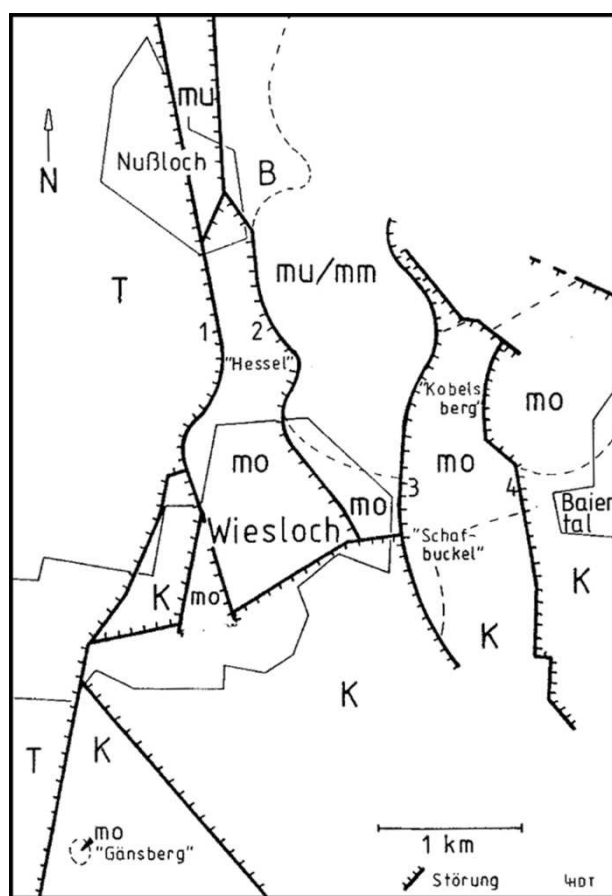 mu
Nußloch
N
B
T
mu/mm
1
2
"Hessel"
"Kobels
berg"
mo
mo
mo
mo
3
4
Baier
tal
Wiesloch
"Schaf-
buckel"
K
mo
K
K
K
T
K
mo
"Gänsberg"
1 km
Störung
HDT